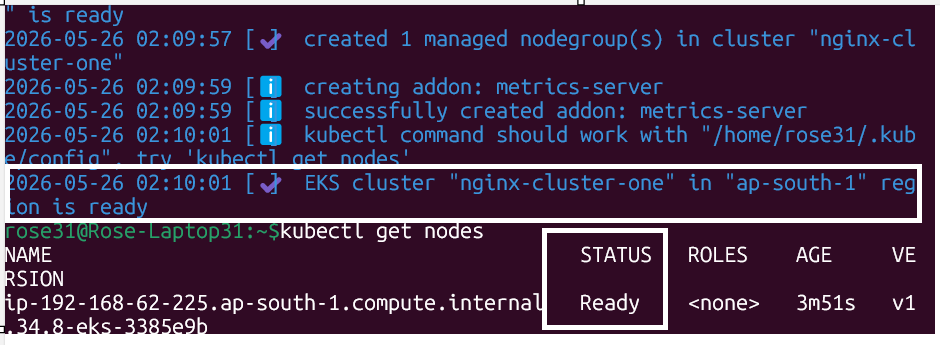 " is ready
2026-05-26 02:09:57 [✔]  created 1 managed nodegroup(s) in cluster "nginx-cl
uster-one"
2026-05-26 02:09:59 [ℹ]  creating addon: metrics-server
2026-05-26 02:09:59 [ℹ]  successfully created addon: metrics-server
2026-05-26 02:10:01 [ℹ]  kubectl command should work with "/home/rose31/.kub
e/config", try 'kubectl get nodes'
2026-05-26 02:10:01 [✔]  EKS cluster "nginx-cluster-one" in "ap-south-1" reg
ion is ready
rose31@Rose-Laptop31:~$kubectl get nodes
NAME STATUS ROLES AGE VE
RSION
ip-192-168-62-225.ap-south-1.compute.internal Ready <none> 3m51s v1
.34.8-eks-3385e9b